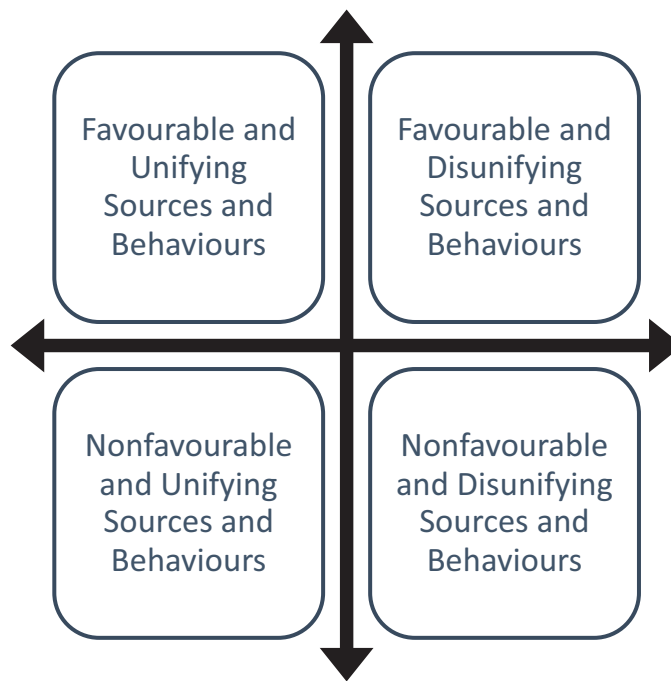 Favourable and
Unifying
Sources and
Behaviours
Favourable and
Disunifying
Sources and
Behaviours
Nonfavourable
and Unifying
Sources and
Behaviours
Nonfavourable
and Disunifying
Sources and
Behaviours